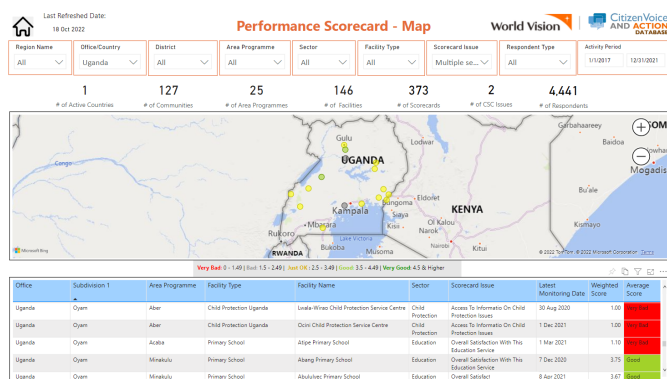 Last Refreshed Date:
18 Oct 2022
Performance Scorecard - Map
World Vision
CitizenVoice
AND ACTION
DATABASE
Region Name
All
Office/Country
Uganda
District
All
Area Programme
All
Sector
All
Facility Type
All
Scorecard Issue
Multiple se...
Respondent Type
All
Activity Period
1/1/2017 12/31/2021
1 127 25 146 373 2 4,441
# of Active Countries # of Communities # of Area Programmes # of Facilities # of Scorecards # of CSC Issues # of Respondents
Garbahaareey
SOM
Baidoa
Gulu
Lodwar
UGANDA
Congo
Mogadis
Bu'ale
Eldoret
Bungoma
KENYA
Kampala
Siaya
Kismayo
Mbarara
Ol Kalou
Rukoro
Kisii
Narok
Lake Victoria
Nairobi
Bukoba
Musoma
Kitui
RWANDA
Microsoft Bing
© 2022 TomTom, © 2022 Microsoft Corporation Terms
Very Bad: 0 - 1.49 | Bad: 1.5 - 2.49 | Just OK : 2.5 - 3.49 | Good: 3.5 - 4.49 | Very Good: 4.5 & Higher
Office Subdivision 1 Area Programme Facility Type Facility Name Sector Scorecard Issue Latest Monitoring Date Weighted Score Average Score
Uganda Oyam Aber Child Protection Uganda Lwala-Wirao Child Protection Service Centre Child Protection Access To Informatio On Child Protection Issues 30 Aug 2020 1.00 Very Bad
Uganda Oyam Aber Child Protection Uganda Ocini Child Protection Service Centre Child Protection Access To Informatio On Child Protection Issues 1 Dec 2021 1.00 Very Bad
Uganda Oyam Acaba Primary School Atipe Primary School Education Overall Satisfaction With This Education Service 1 Mar 2021 1.10 Very Bad
Uganda Oyam Minakulu Primary School Abang Primary School Education Overall Satisfaction With This Education Service 7 Dec 2020 3.75 Good
Uganda Oyam Minakulu Primary School Abululyec Primary School Education Overall Satisfact 8 Apr 2021 3.67 Good